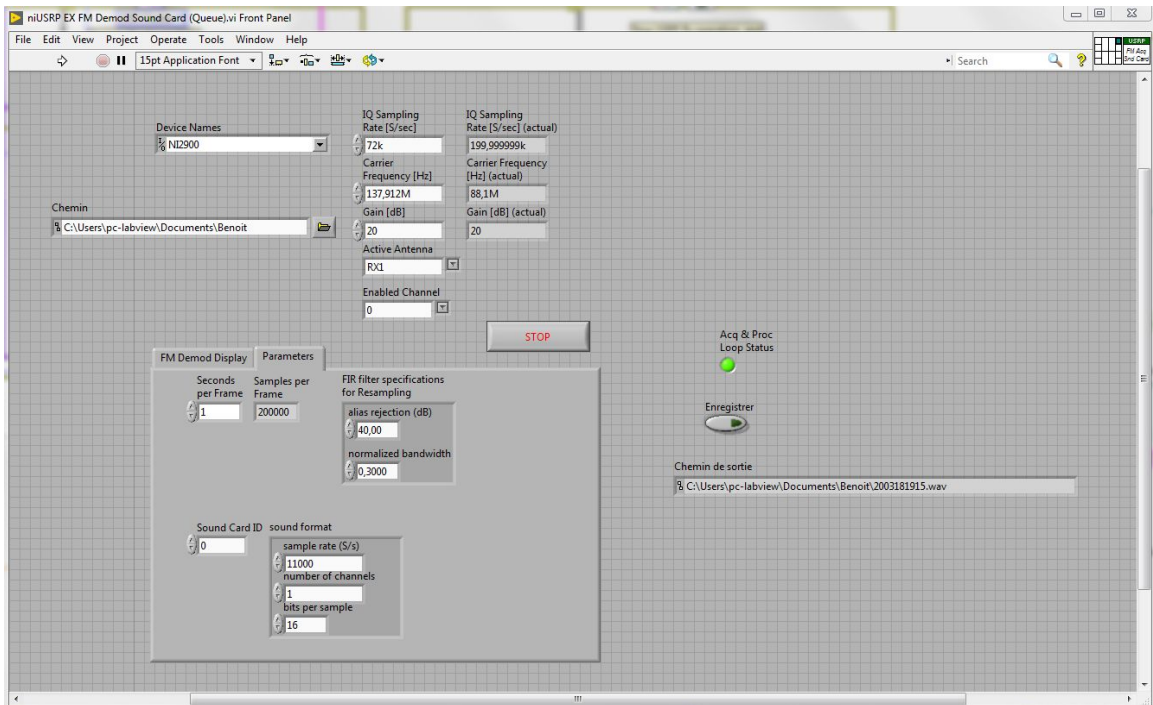 niUSRP EX FM Demod Sound Card (Queue).vi Front Panel
File Edit View Project Operate Tools Window Help
15pt Application Font
Search
USRP
FM Acq
Snd Card
Device Names
NI2900
Chemin
C:\Users\pc-labview\Documents\Benoit
IQ Sampling
Rate [S/sec]
72k
IQ Sampling
Rate [S/sec] (actual)
199,999999k
Carrier
Frequency [Hz]
137,912M
Carrier Frequency
[Hz] (actual)
88,1M
Gain [dB]
20
Gain [dB] (actual)
20
Active Antenna
RX1
Enabled Channel
0
STOP
Acq & Proc
Loop Status
Enregistrer
Chemin de sortie
C:\Users\pc-labview\Documents\Benoit\2003181915.wav
FM Demod Display
Parameters
Seconds
per Frame
1
Samples per
Frame
200000
FIR filter specifications
for Resampling
alias rejection (dB)
40,00
normalized bandwidth
0,3000
Sound Card ID
0
sound format
sample rate (S/s)
11000
number of channels
1
bits per sample
16